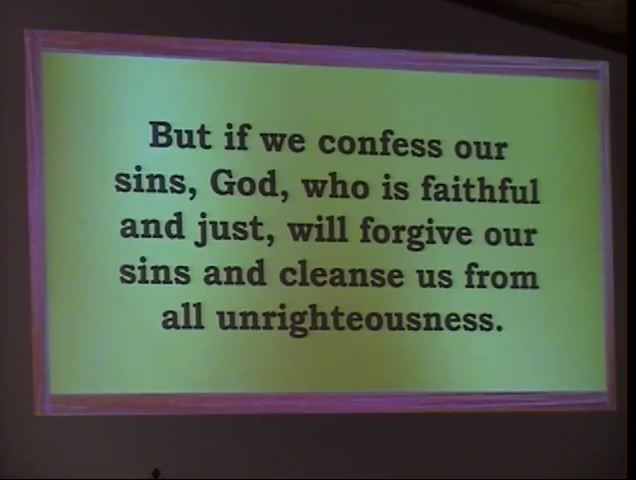 But if we confess our
sins, God, who is faithful
and just, will forgive our
sins and cleanse us from
all unrighteousness.